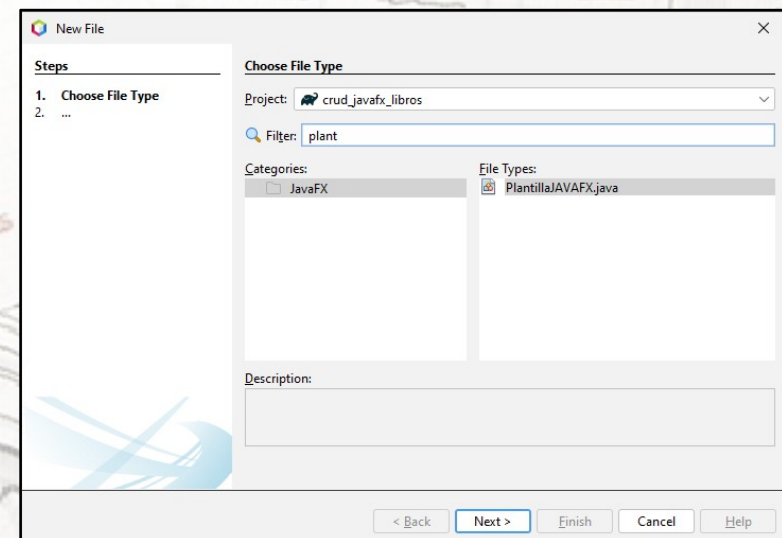 New File
Steps
1. Choose File Type
2. ...
Choose File Type
Project: crud_javafx_libros
Filter: plant
Categories:
JavaFX
File Types:
PlantillaJAVAFX.java
Description:
< Back
Next >
Finish
Cancel
Help